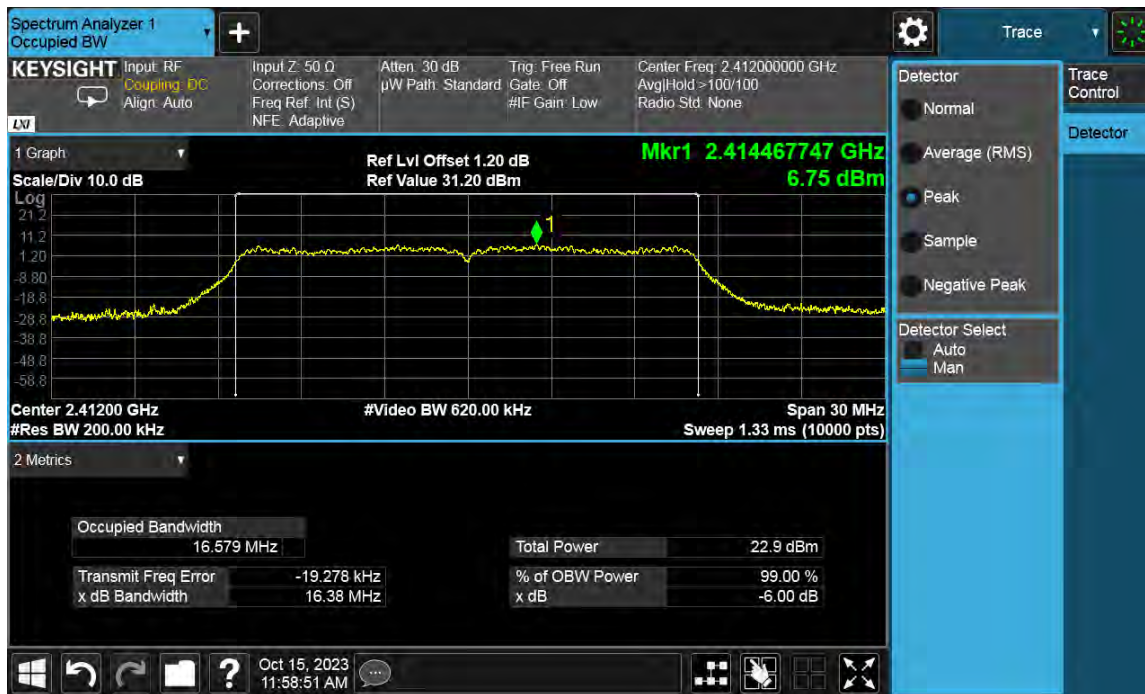 Spectrum Analyzer 1
Occupied BW
Trace
KEYSIGHT
LXI
Input: RF
Coupling: DC
Align: Auto
Input Z: 50 Ω
Corrections: Off
Freq Ref: Int (S)
NFE: Adaptive
Atten: 30 dB
µW Path: Standard
Trig: Free Run
Gate: Off
#IF Gain: Low
Center Freq: 2.412000000 GHz
Avg|Hold:>100/100
Radio Std: None
1 Graph
Scale/Div 10.0 dB
Ref Lvl Offset 1.20 dB
Ref Value 31.20 dBm
Mkr1 2.414467747 GHz
6.75 dBm
Log
21.2
11.2
1.20
-8.80
-18.8
-28.8
-38.8
-48.8
-58.8
1
Center 2.41200 GHz
#Res BW 200.00 kHz
#Video BW 620.00 kHz
Span 30 MHz
Sweep 1.33 ms (10000 pts)
2 Metrics
Occupied Bandwidth
16.579 MHz
Transmit Freq Error -19.278 kHz
x dB Bandwidth 16.38 MHz
Total Power 22.9 dBm
% of OBW Power 99.00 %
x dB -6.00 dB
Oct 15, 2023
11:58:51 AM
Detector
Normal
Average (RMS)
Peak
Sample
Negative Peak
Detector Select
Auto
Man
Trace
Control
Detector